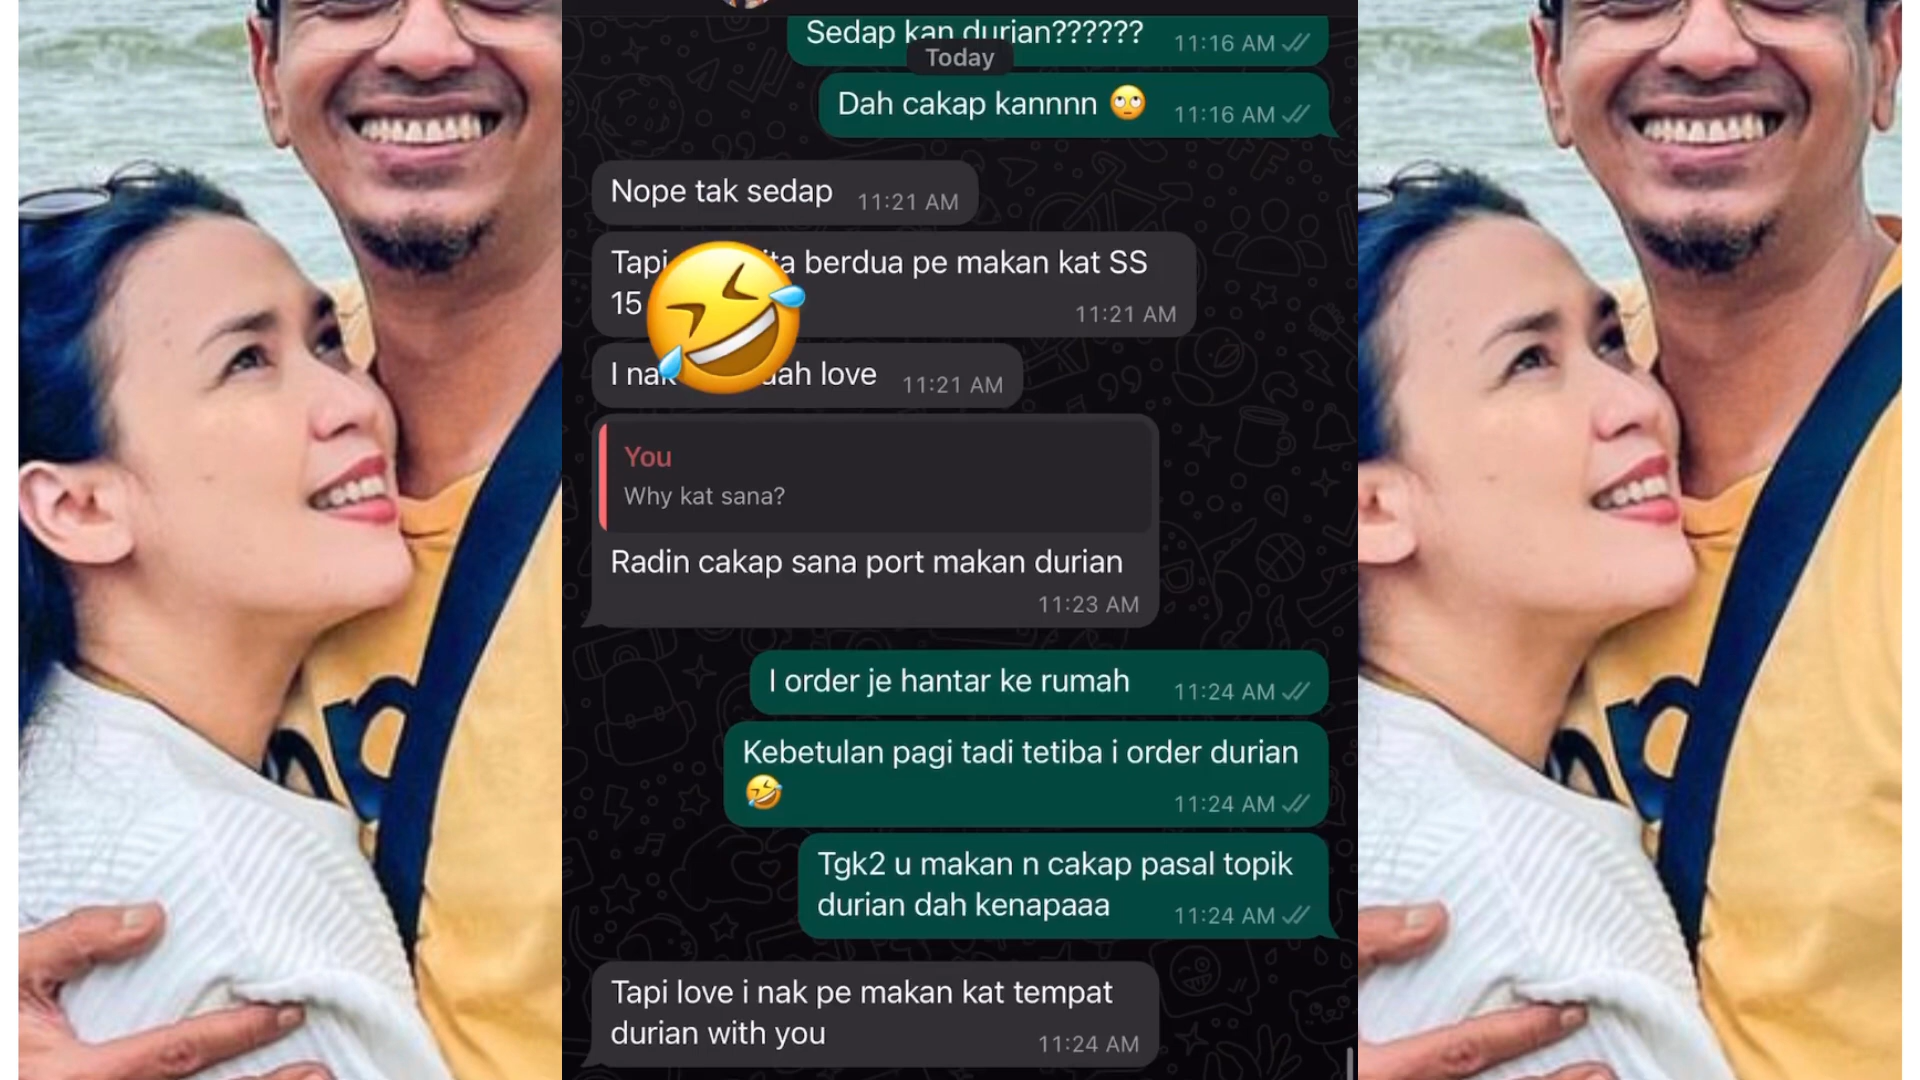 Sedap kan durian??????
11:16 AM
Today
Dah cakap kannnn 🙄
11:16 AM
Nope tak sedap
11:21 AM
Tapi berdua pe makan kat SS
15
11:21 AM
I love
11:21 AM
You
Why kat sana?
Radin cakap sana port makan durian
11:23 AM
I order je hantar ke rumah
11:24 AM
Kebetulan pagi tadi tetiba i order durian
🤣
11:24 AM
Tgk2 u makan n cakap pasal topik
durian dah kenapaaa
11:24 AM
Tapi love i nak pe makan kat tempat
durian with you
11:24 AM